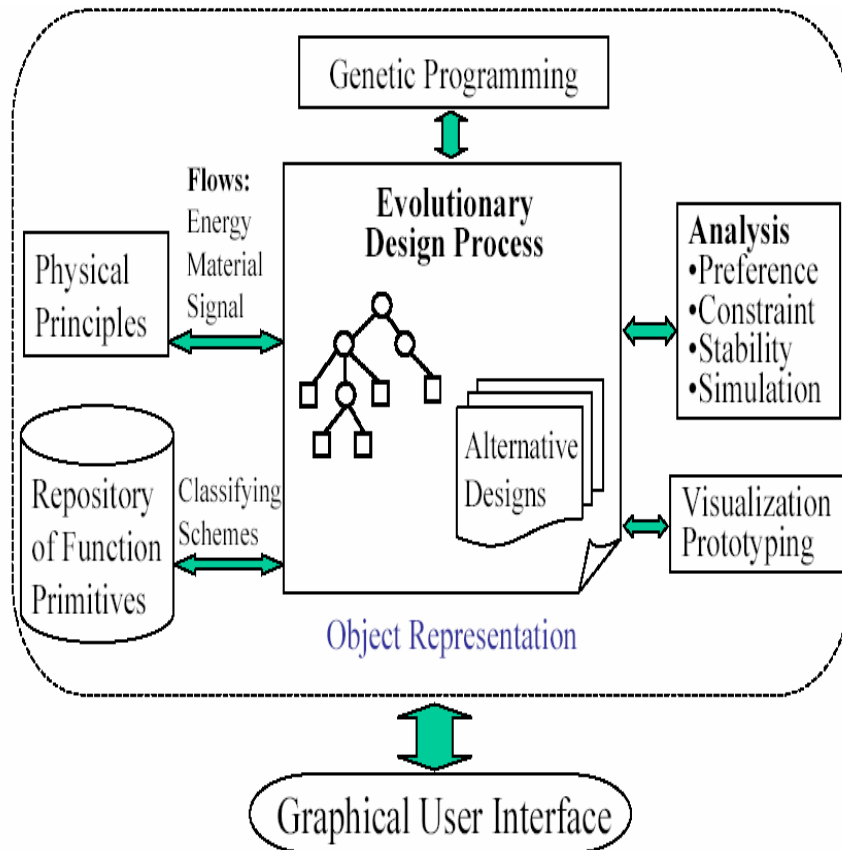 Genetic Programming
Flows:
Energy
Material
Signal
Physical
Principles
Evolutionary
Design Process
Analysis
•Preference
•Constraint
•Stability
•Simulation
Repository
of Function
Primitives
Classifying
Schemes
Alternative
Designs
Visualization
Prototyping
Object Representation
Graphical User Interface